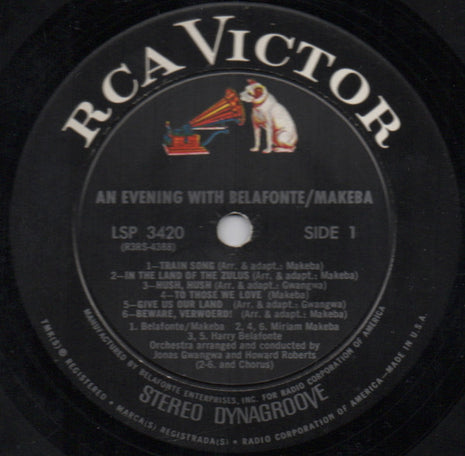 RCA VICTOR
AN EVENING WITH BELAFONTE/MAKEBA
LSP 3420
SIDE 1
(R3RS-4388)
1—TRAIN SONG (Arr. & adapt.: Makeba)
2—IN THE LAND OF THE ZULUS (Arr. & adapt.: Makeba)
3—HUSH, HUSH (Arr. & adapt.: Gwangwa)
4—TO THOSE WE LOVE (Makeba)
5—GIVE US OUR LAND (Arr. & adapt.: Gwangwa)
6—BEWARE, VERWOERD! (Arr. & adapt.: Makeba)
1. Belafonte/Makeba 2, 4, 6. Miriam Makeba
3, 5. Harry Belafonte
Orchestra arranged and conducted by
Jonas Gwangwa and Howard Roberts
(2-6. and Chorus)
MANUFACTURED BY BELAFONTE ENTERPRISES, INC. FOR RADIO CORPORATION OF AMERICA
STEREO DYNAGROOVE
TMK(S) ® REGISTERED • MARCA(S) REGISTRADA(S) • RADIO CORPORATION OF AMERICA—MADE IN U.S.A.